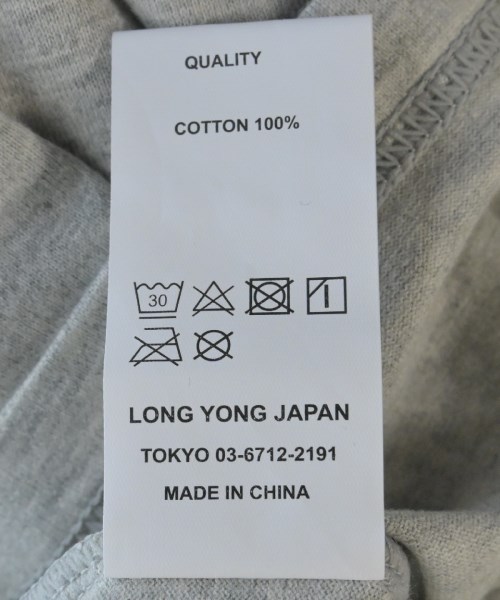 QUALITY
COTTON 100%
30
LONG YONG JAPAN
TOKYO 03-6712-2191
MADE IN CHINA